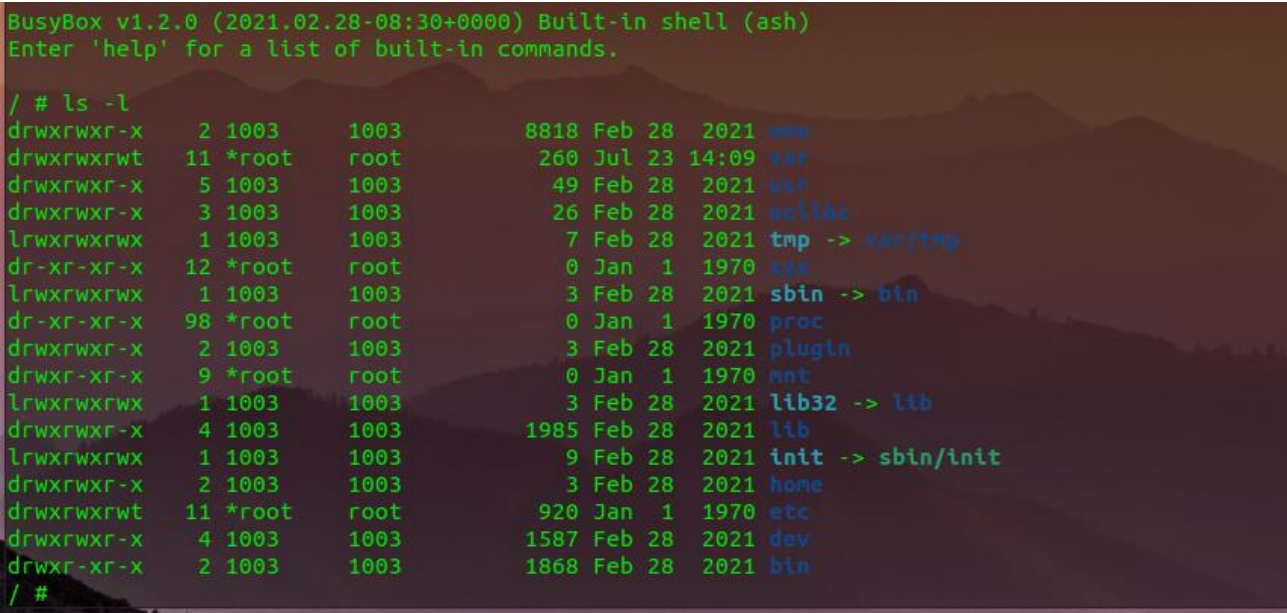 BusyBox v1.2.0 (2021.02.28-08:30+0000) Built-in shell (ash)
Enter 'help' for a list of built-in commands.
/ # ls -l
drwxrwxr-x 2 1003 1003 8818 Feb 28 2021 www
drwxrwxrwt 11 *root root 260 Jul 23 14:09 var
drwxrwxr-x 5 1003 1003 49 Feb 28 2021 usr
drwxrwxr-x 3 1003 1003 26 Feb 28 2021 uclibc
lrwxrwxrwx 1 1003 1003 7 Feb 28 2021 tmp -> var/tmp
dr-xr-xr-x 12 *root root 0 Jan 1 1970 sys
lrwxrwxrwx 1 1003 1003 3 Feb 28 2021 sbin -> bin
dr-xr-xr-x 98 *root root 0 Jan 1 1970 proc
drwxrwxr-x 2 1003 1003 3 Feb 28 2021 plugin
drwxr-xr-x 9 *root root 0 Jan 1 1970 mnt
lrwxrwxrwx 1 1003 1003 3 Feb 28 2021 lib32 -> lib
drwxrwxr-x 4 1003 1003 1985 Feb 28 2021 lib
lrwxrwxrwx 1 1003 1003 9 Feb 28 2021 init -> sbin/init
drwxrwxr-x 2 1003 1003 3 Feb 28 2021 home
drwxrwxrwt 11 *root root 920 Jan 1 1970 etc
drwxrwxr-x 4 1003 1003 1587 Feb 28 2021 dev
drwxr-xr-x 2 1003 1003 1868 Feb 28 2021 bin
/ #